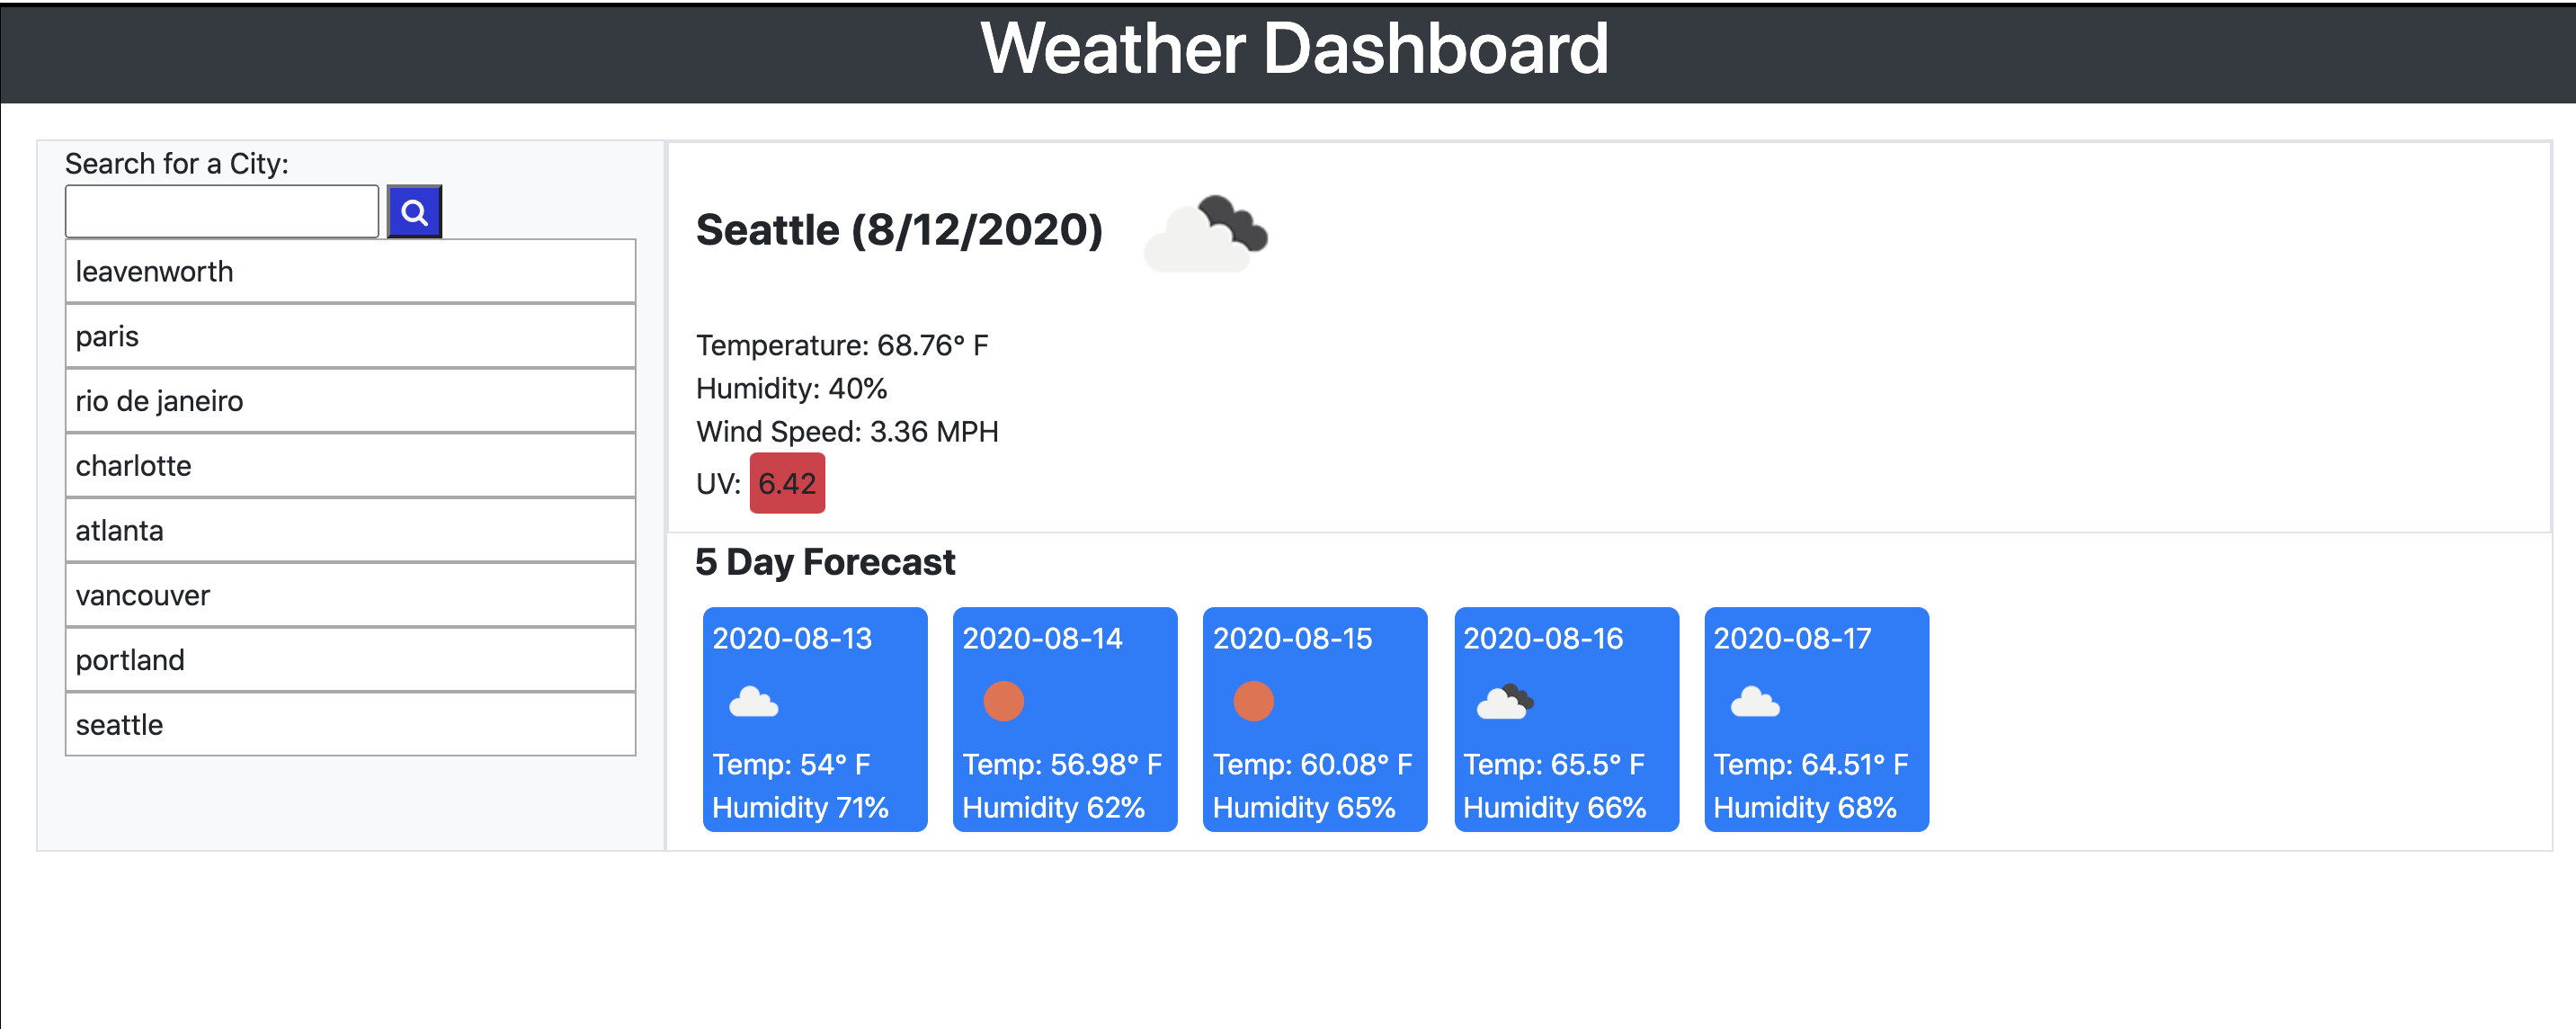 Weather Dashboard
Search for a City:
leavenworth
paris
rio de janeiro
charlotte
atlanta
vancouver
portland
seattle
Seattle (8/12/2020)
Temperature: 68.76° F
Humidity: 40%
Wind Speed: 3.36 MPH
UV: 6.42
5 Day Forecast
2020-08-13
Temp: 54° F
Humidity 71%
2020-08-14
Temp: 56.98° F
Humidity 62%
2020-08-15
Temp: 60.08° F
Humidity 65%
2020-08-16
Temp: 65.5° F
Humidity 66%
2020-08-17
Temp: 64.51° F
Humidity 68%